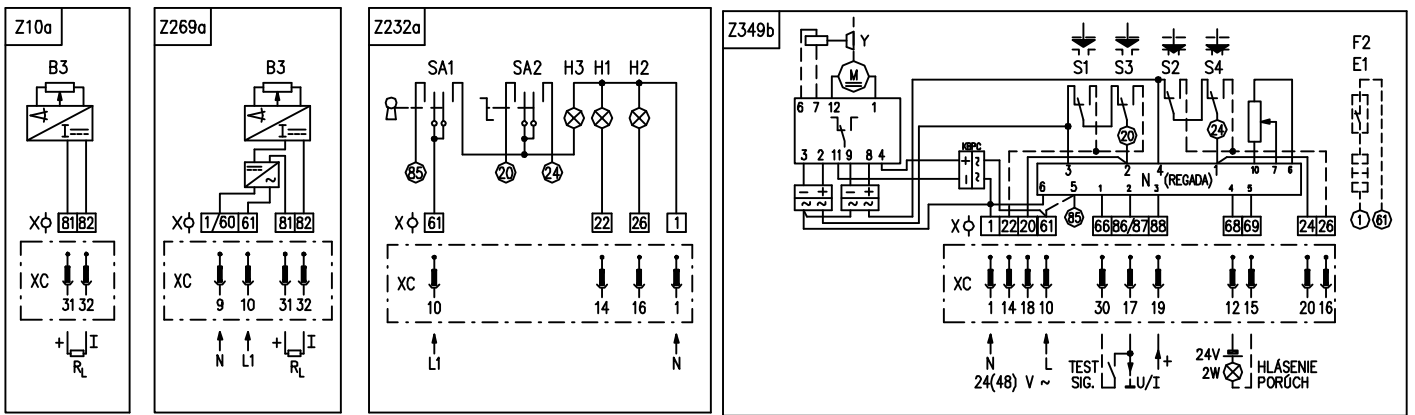 Z10a
B3
I
X 81 82
XC
31 32
+ I
RL
Z269a
B3
I
~
X 1/60 61 81 82
XC
9 10 31 32
+ I
N L1 RL
Z232a
SA1 SA2 H3 H1 H2
85 20 24
X 61 22 26 1
XC
10 14 16 1
L1 N
Z349b
Y
M
S1 S3 S2 S4
F2
E1
6 7 12 1
20 24
3 2 11 9 8 4
KBPC
+ ~
- ~
3 2 4 1 10 7 6
N (REGADA)
6 5 1 2 3 4 5
- + - +
~ ~ ~ ~
85
X 1 22 20 61 66 86/87 88 68 69 24 26
1 61
XC
1 14 18 10 30 17 19 12 15 20 16
N L
24(48) V ~
TEST
SIG.
U/I
+
24V
2W
HLÁSENIE
PORÚCH